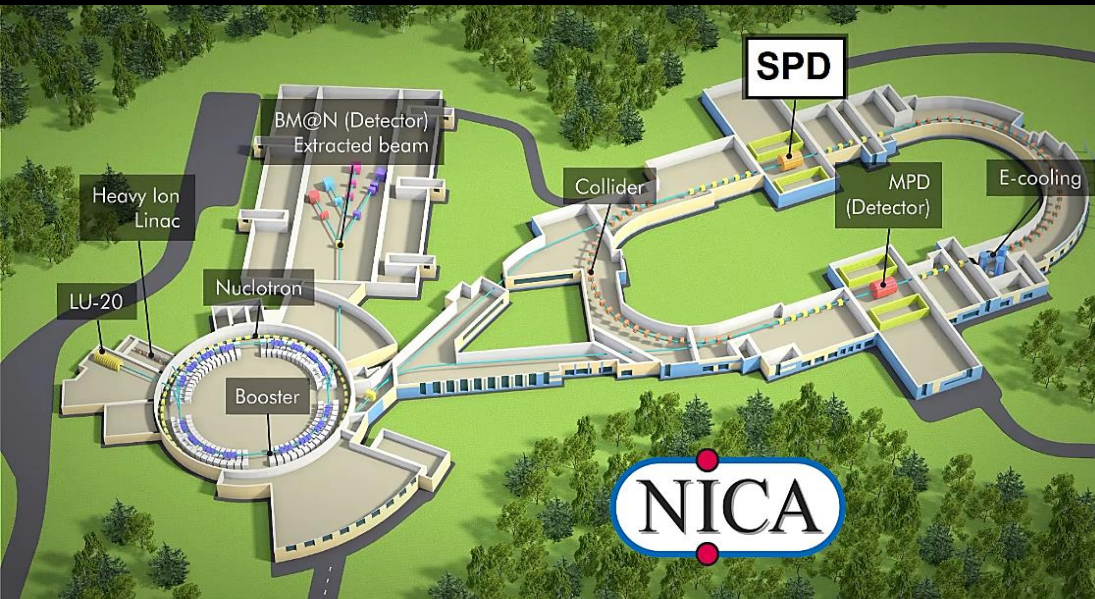 SPD
BM@N (Detector)
Extracted beam
Heavy Ion
Linac
Collider
MPD
(Detector)
E-cooling
LU-20
Nuclotron
Booster
NICA